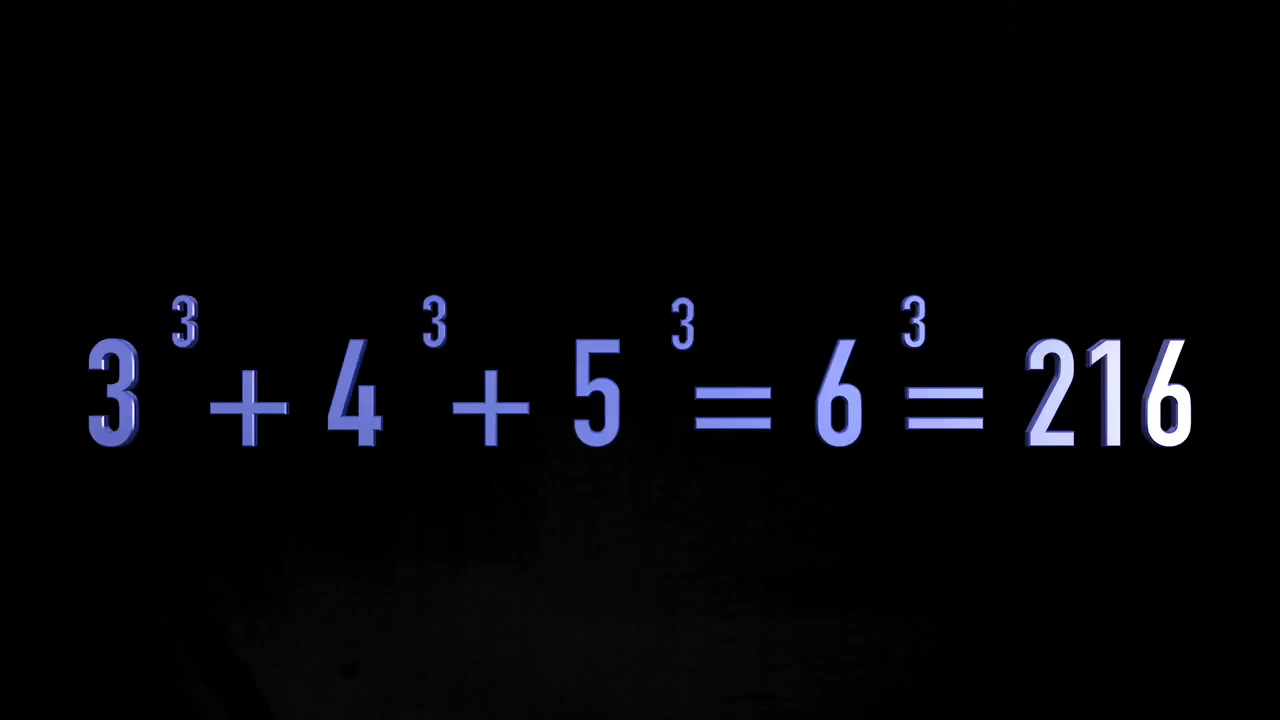 3³ + 4³ + 5³ = 6³ = 216